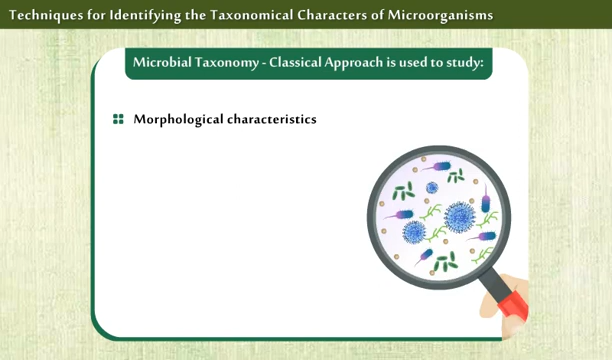 Techniques for Identifying the Taxonomical Characters of Microorganisms
Microbial Taxonomy - Classical Approach is used to study:
Morphological characteristics